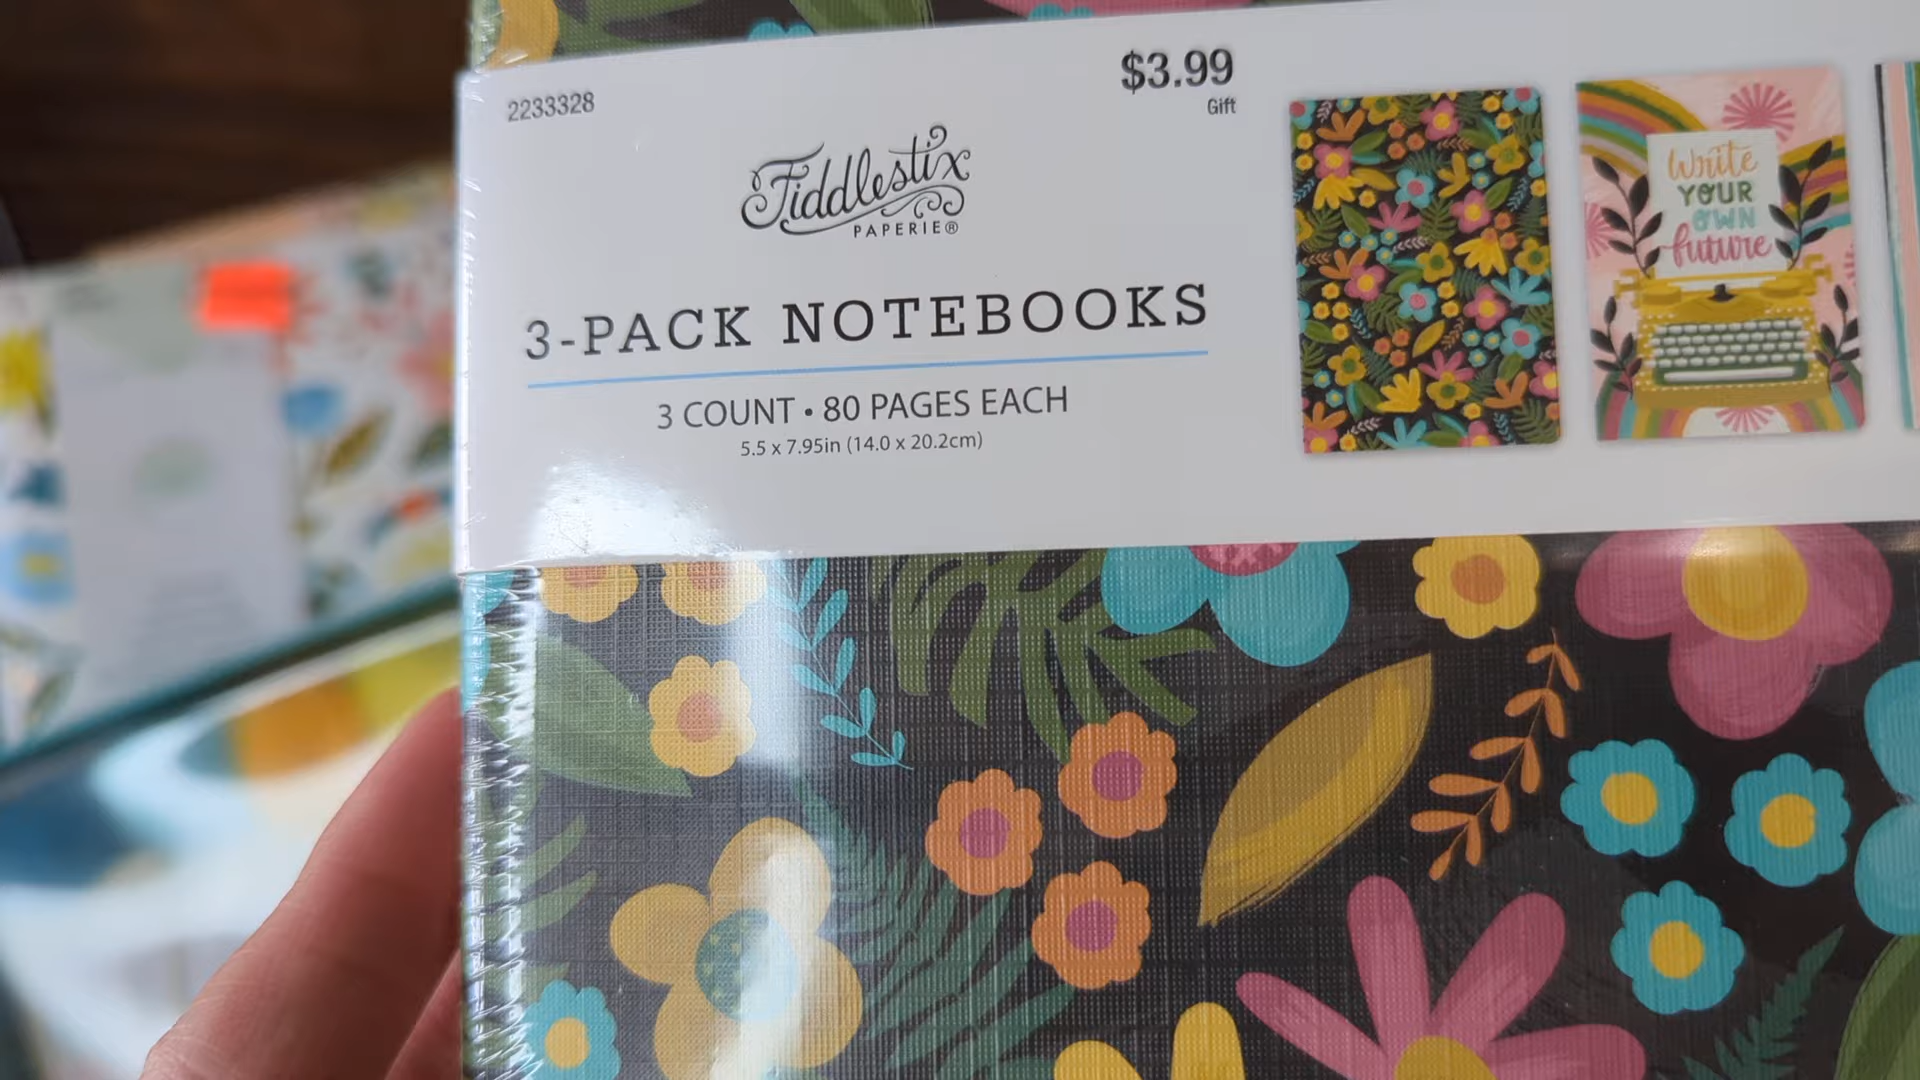 2233328
$3.99
Gift
Fiddlestix
PAPERIE®
3-PACK NOTEBOOKS
3 COUNT • 80 PAGES EACH
5.5 x 7.95in (14.0 x 20.2cm)
Write
YOUR
OWN
future